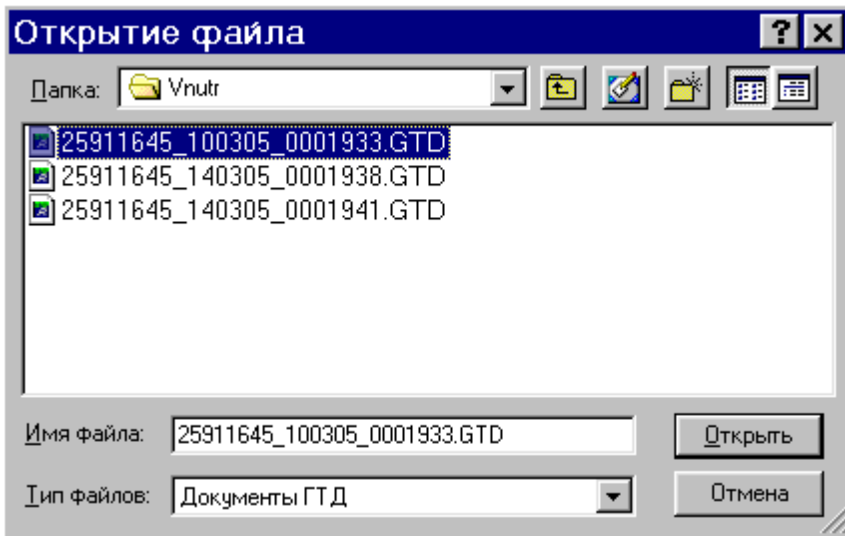 Открытие файла
Папка: Vnutr
25911645_100305_0001933.GTD
25911645_140305_0001938.GTD
25911645_140305_0001941.GTD
Имя файла: 25911645_100305_0001933.GTD Открыть
Тип файлов: Документы ГТД Отмена